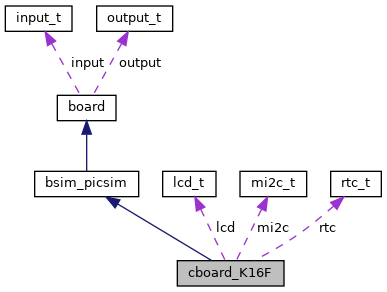 input_t output_t
input output
board
bsim_picsim lcd_t mi2c_t rtc_t
lcd mi2c rtc
cboard_K16F